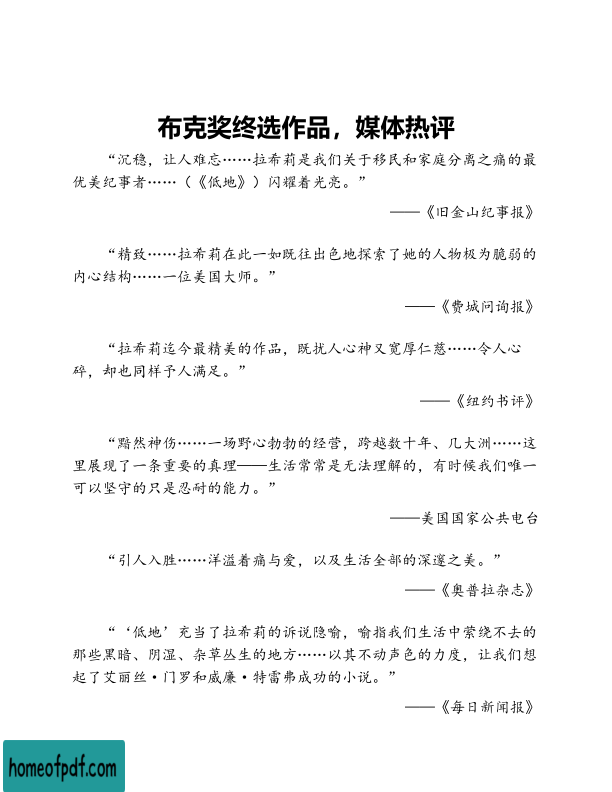 布克奖终选作品，媒体热评
“沉稳，让人难忘……拉希莉是我们关于移民和家庭分离之痛的最
优美纪事者……（《低地》）闪耀着光亮。”
——《旧金山纪事报》
“精致……拉希莉在此一如既往出色地探索了她的人物极为脆弱的
内心结构……一位美国大师。”
——《费城问询报》
“拉希莉迄今最精美的作品，既扰人心神又宽厚仁慈……令人心
碎，却也同样予人满足。”
——《纽约书评》
“黯然神伤……一场野心勃勃的经营，跨越数十年、几大洲……这
里展现了一条重要的真理——生活常常是无法理解的，有时候我们唯一
可以坚守的只是忍耐的能力。”
——美国国家公共电台
“引人入胜……洋溢着痛与爱，以及生活全部的深邃之美。”
——《奥普拉杂志》
“‘低地’充当了拉希莉的诉说隐喻，喻指我们生活中萦绕不去的
那些黑暗、阴湿、杂草丛生的地方……以其不动声色的力度，让我们想
起了艾丽丝·门罗和威廉·特雷弗成功的小说。”
——《每日新闻报》
homeofpdf.com